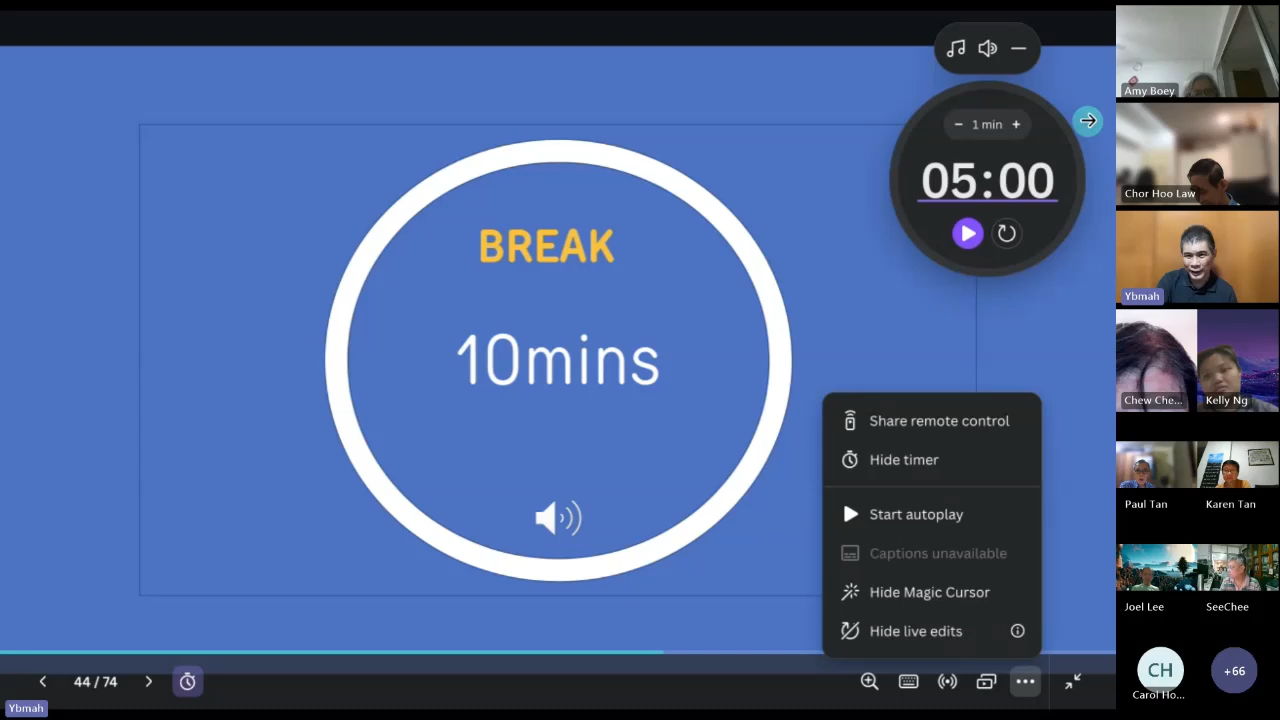 BREAK
10mins
1 min
05:00
Share remote control
Hide timer
Start autoplay
Captions unavailable
Hide Magic Cursor
Hide live edits
44 / 74
Ybmah
Amy Boey
Chor Hoo Law
Ybmah
Chew Che...
Kelly Ng
Paul Tan
Karen Tan
Joel Lee
SeeChee
CH
Carol Ho...
+66